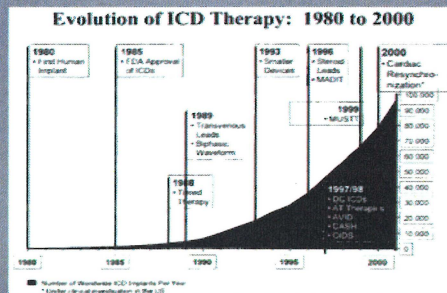 Evolution of ICD Therapy: 1980 to 2000
1980
• First Human
Implant
1985
• FDA Approval
of ICDs
1993
• Smaller
Devices
1996
• Steroid
Leads
• MADIT
2000
• Cardiac
Resynchro-
nization*
1989
• Transvenous
Leads
• Biphasic
Waveform
1999
• MUSTT
1988
• Tiered
Therapy
1997/98
• DC ICDs
• AT Therapies
• AVID
• CASH
• CIDS
100,000
90,000
80,000
70,000
60,000
50,000
40,000
30,000
20,000
10,000
0
1980
1985
1990
1995
2000
Number of Worldwide ICD Implants Per Year
* Under clinical investigation in the US